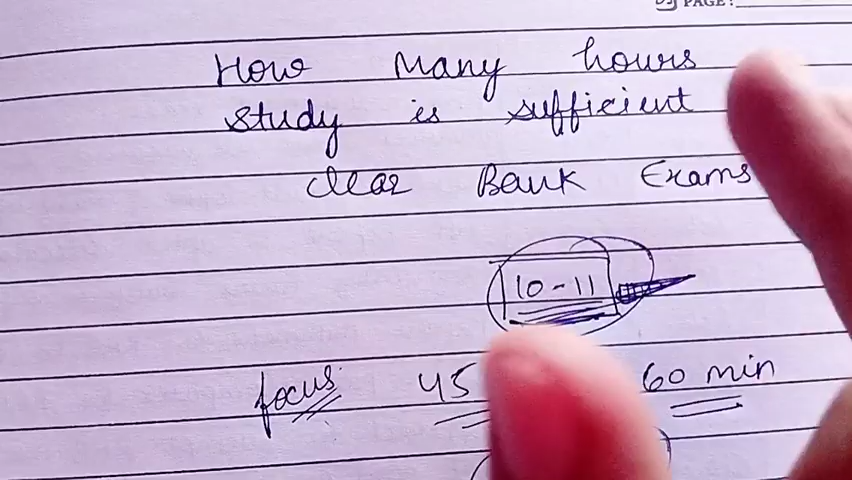 PAGE:
How Many hours
study is sufficient
clear Bank Exams
10-11
focus 45 60 min